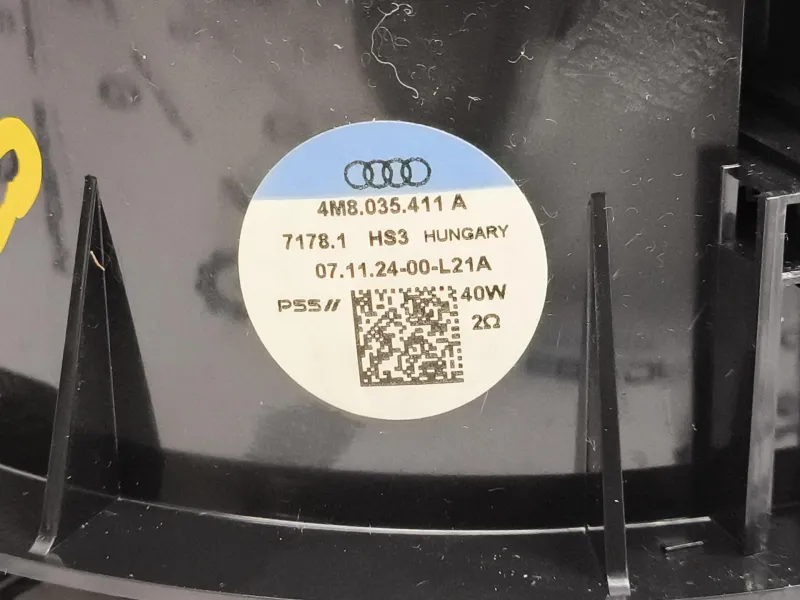 4M8.035.411 A
7178.1 HS3 HUNGARY
07.11.24-00-L21A
PSS// 40W
2Ω